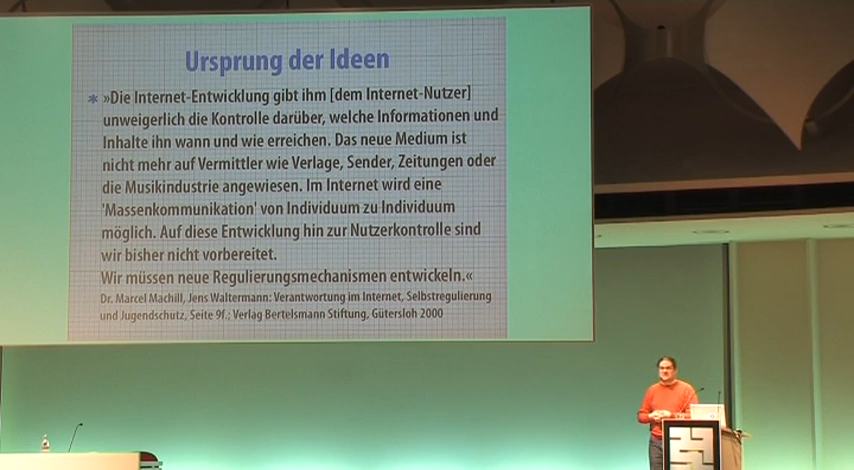 Ursprung der Ideen
* »Die Internet-Entwicklung gibt ihm [dem Internet-Nutzer]
unweigerlich die Kontrolle darüber, welche Informationen und
Inhalte ihn wann und wie erreichen. Das neue Medium ist
nicht mehr auf Vermittler wie Verlage, Sender, Zeitungen oder
die Musikindustrie angewiesen. Im Internet wird eine
'Massenkommunikation' von Individuum zu Individuum
möglich. Auf diese Entwicklung hin zur Nutzerkontrolle sind
wir bisher nicht vorbereitet.
Wir müssen neue Regulierungsmechanismen entwickeln.«
Dr. Marcel Machill, Jens Waltermann: Verantwortung im Internet, Selbstregulierung
und Jugendschutz, Seite 9f.; Verlag Bertelsmann Stiftung, Gütersloh 2000